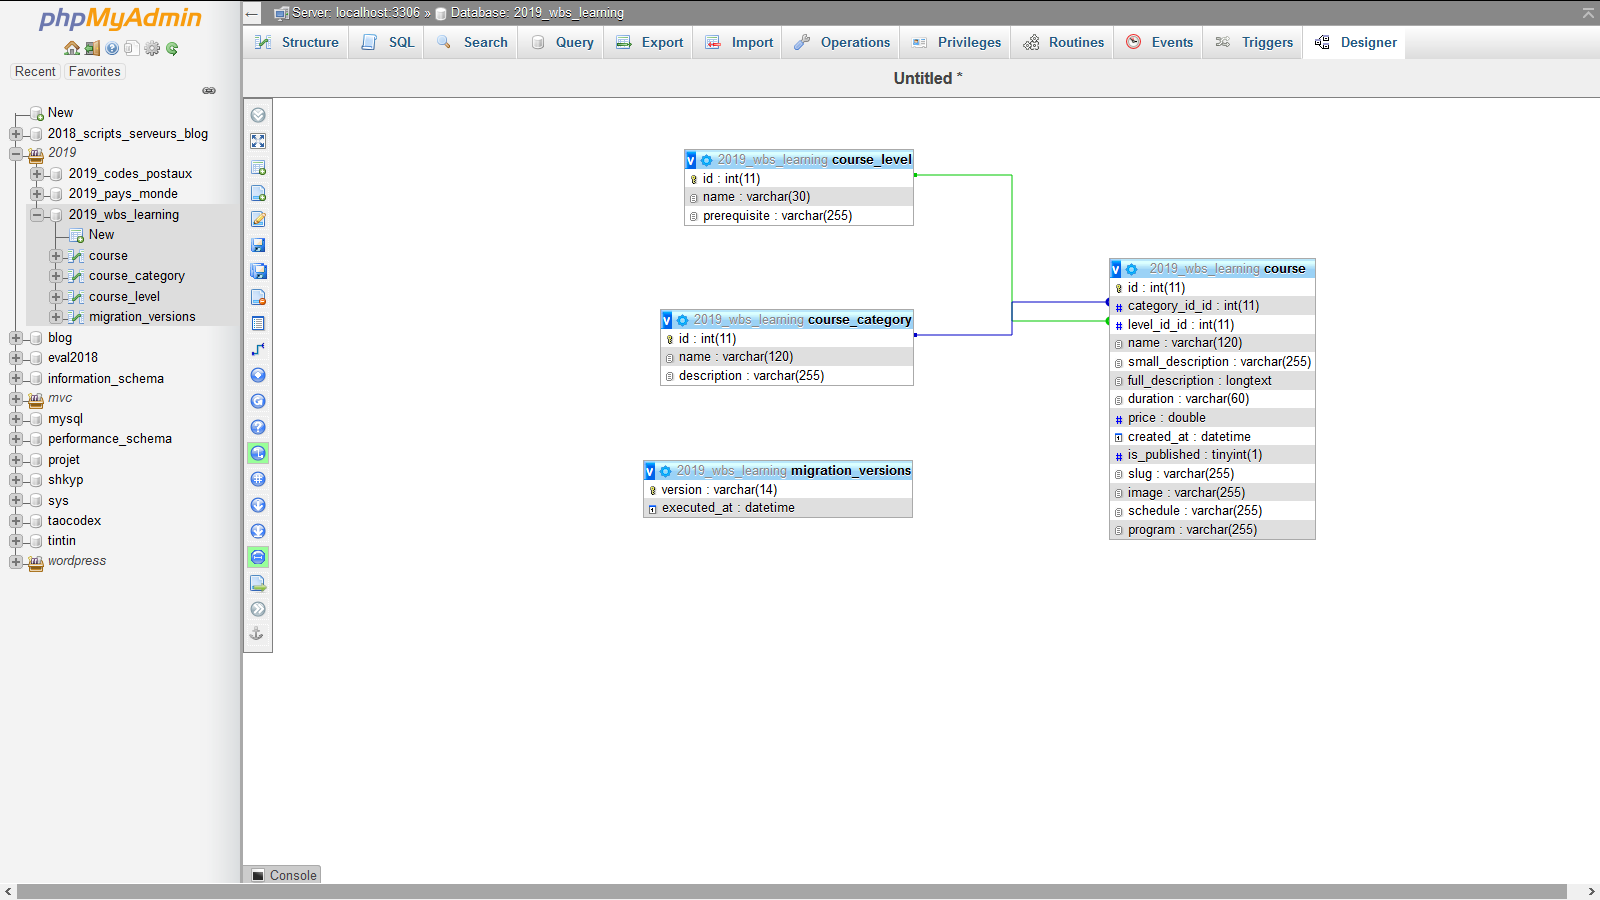 phpMyAdmin
Recent Favorites
New
2018_scripts_serveurs_blog
2019
2019_codes_postaux
2019_pays_monde
2019_wbs_learning
New
course
course_category
course_level
migration_versions
blog
eval2018
information_schema
mvc
mysql
performance_schema
projet
shkyp
sys
taocodex
tintin
wordpress
Server: localhost:3306 » Database: 2019_wbs_learning
Structure SQL Search Query Export Import Operations Privileges Routines Events Triggers Designer
Untitled *
v 2019_wbs_learning course_level
id : int(11)
name : varchar(30)
prerequisite : varchar(255)
v 2019_wbs_learning course_category
id : int(11)
name : varchar(120)
description : varchar(255)
v 2019_wbs_learning migration_versions
version : varchar(14)
executed_at : datetime
v 2019_wbs_learning course
id : int(11)
# category_id_id : int(11)
# level_id_id : int(11)
name : varchar(120)
small_description : varchar(255)
full_description : longtext
duration : varchar(60)
# price : double
created_at : datetime
# is_published : tinyint(1)
slug : varchar(255)
image : varchar(255)
schedule : varchar(255)
program : varchar(255)
Console